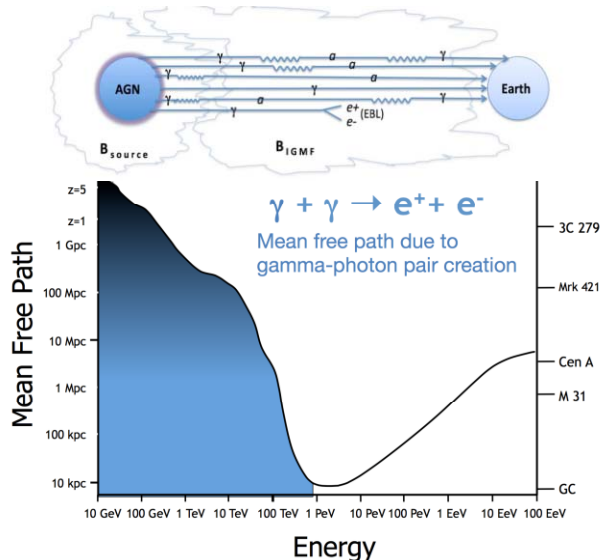 γ a γ
γ a
γ a
AGN γ Earth
γ a γ
γ e+ (EBL)
e-
B source B IGMF
γ + γ → e⁺+ e⁻
Mean free path due to
gamma-photon pair creation
Mean Free Path
z=5
z=1
1 Gpc
100 Mpc
10 Mpc
1 Mpc
100 kpc
10 kpc
3C 279
Mrk 421
Cen A
M 31
GC
10 GeV 100 GeV 1 TeV 10 TeV 100 TeV 1 PeV 10 PeV 100 PeV 1 EeV 10 EeV 100 EeV
Energy